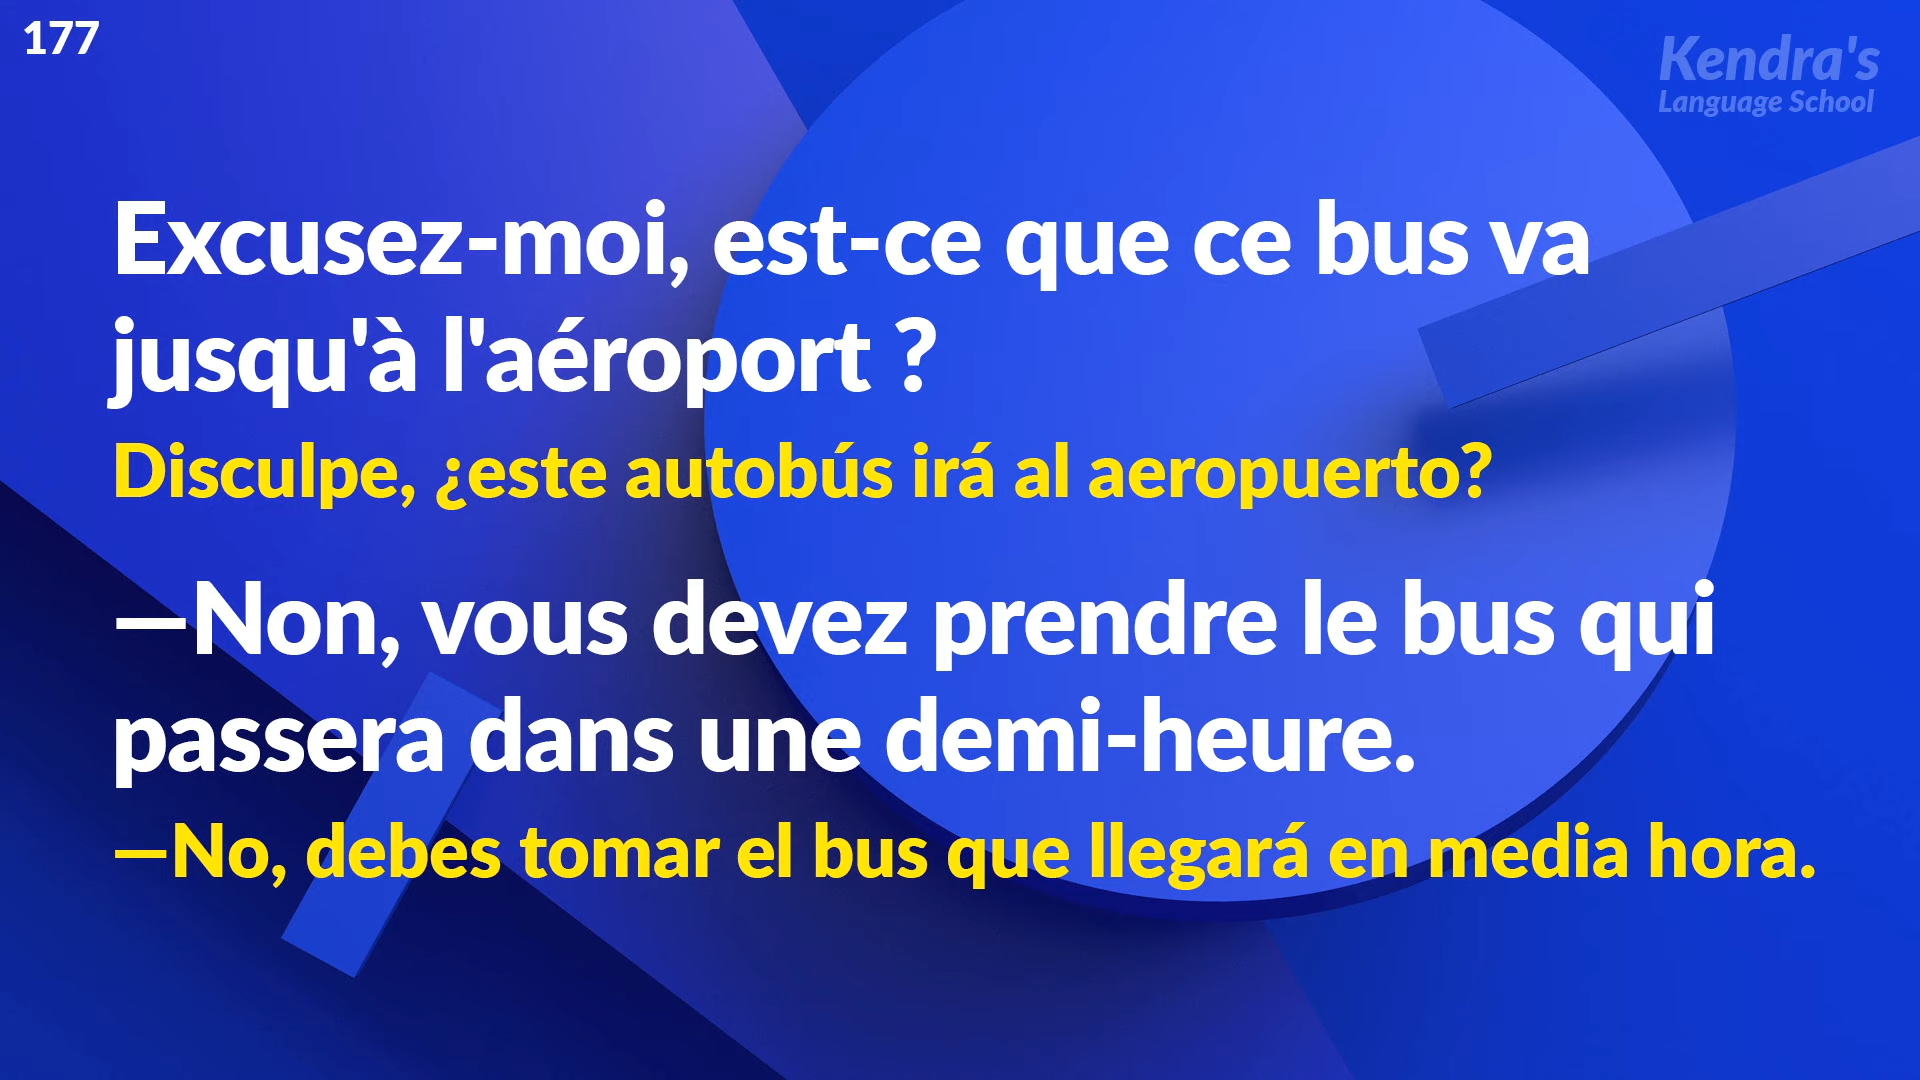 177
Kendra's
Language School
Excusez-moi, est-ce que ce bus va
jusqu'à l'aéroport ?
Disculpe, ¿este autobús irá al aeropuerto?
—Non, vous devez prendre le bus qui
passera dans une demi-heure.
—No, debes tomar el bus que llegará en media hora.